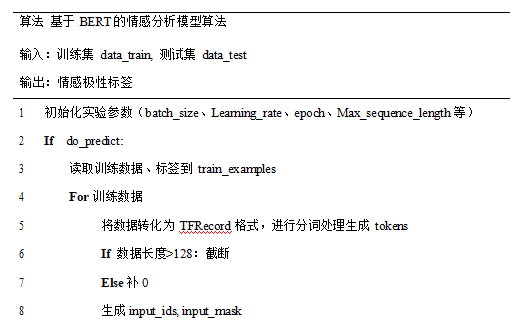 算法 基于 BERT 的情感分析模型算法
输入：训练集 data_train, 测试集 data_test
输出：情感极性标签
1 初始化实验参数（batch_size、Learning_rate、epoch、Max_sequence_length 等）
2 If do_predict:
3 读取训练数据、标签到 train_examples
4 For 训练数据
5 将数据转化为 TFRecord 格式，进行分词处理生成 tokens
6 If 数据长度>128：截断
7 Else 补 0
8 生成 input_ids, input_mask